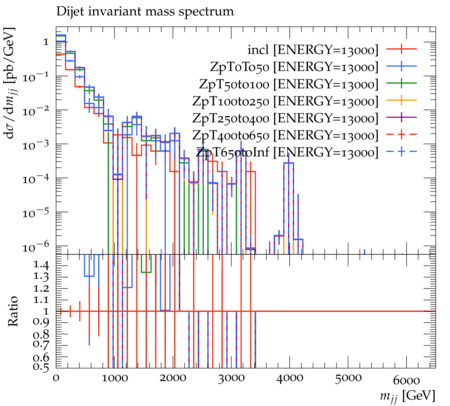 Dijet invariant mass spectrum
dσ/dm_jj [pb/GeV]
1
10^−1
10^−2
10^−3
10^−4
10^−5
10^−6
incl [ENERGY=13000]
ZpT0T050 [ENERGY=13000]
ZpT50to100 [ENERGY=13000]
ZpT100to250 [ENERGY=13000]
ZpT250to400 [ENERGY=13000]
ZpT400to650 [ENERGY=13000]
ZpT650toInf [ENERGY=13000]
Ratio
1.4
1.3
1.2
1.1
1
0.9
0.8
0.7
0.6
0.5
0 1000 2000 3000 4000 5000 6000
m_jj [GeV]